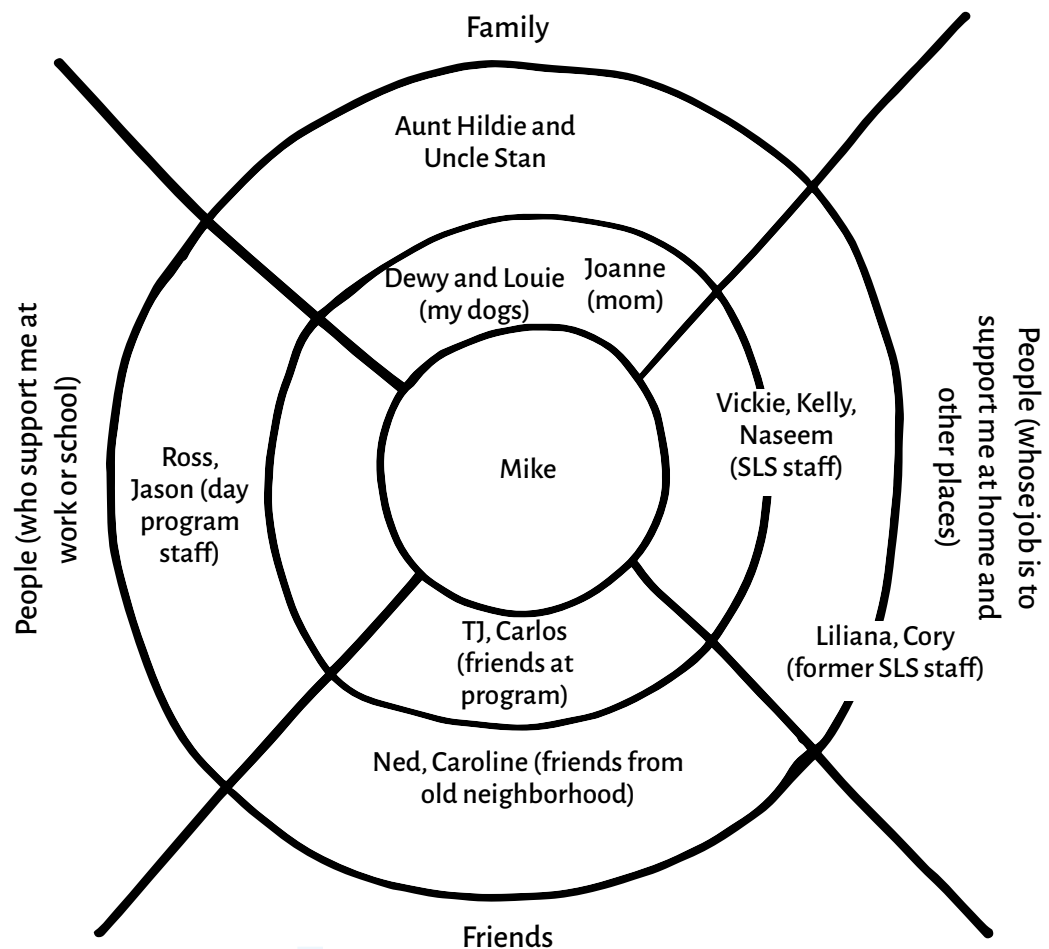 Family
Aunt Hildie and
Uncle Stan
Dewy and Louie
(my dogs)
Joanne
(mom)
People (who support me at
work or school)
Ross,
Jason (day
program
staff)
Mike
Vickie, Kelly,
Naseem
(SLS staff)
People (whose job is to
support me at home and
other places)
TJ, Carlos
(friends at
program)
Liliana, Cory
(former SLS staff)
Ned, Caroline (friends from
old neighborhood)
Friends